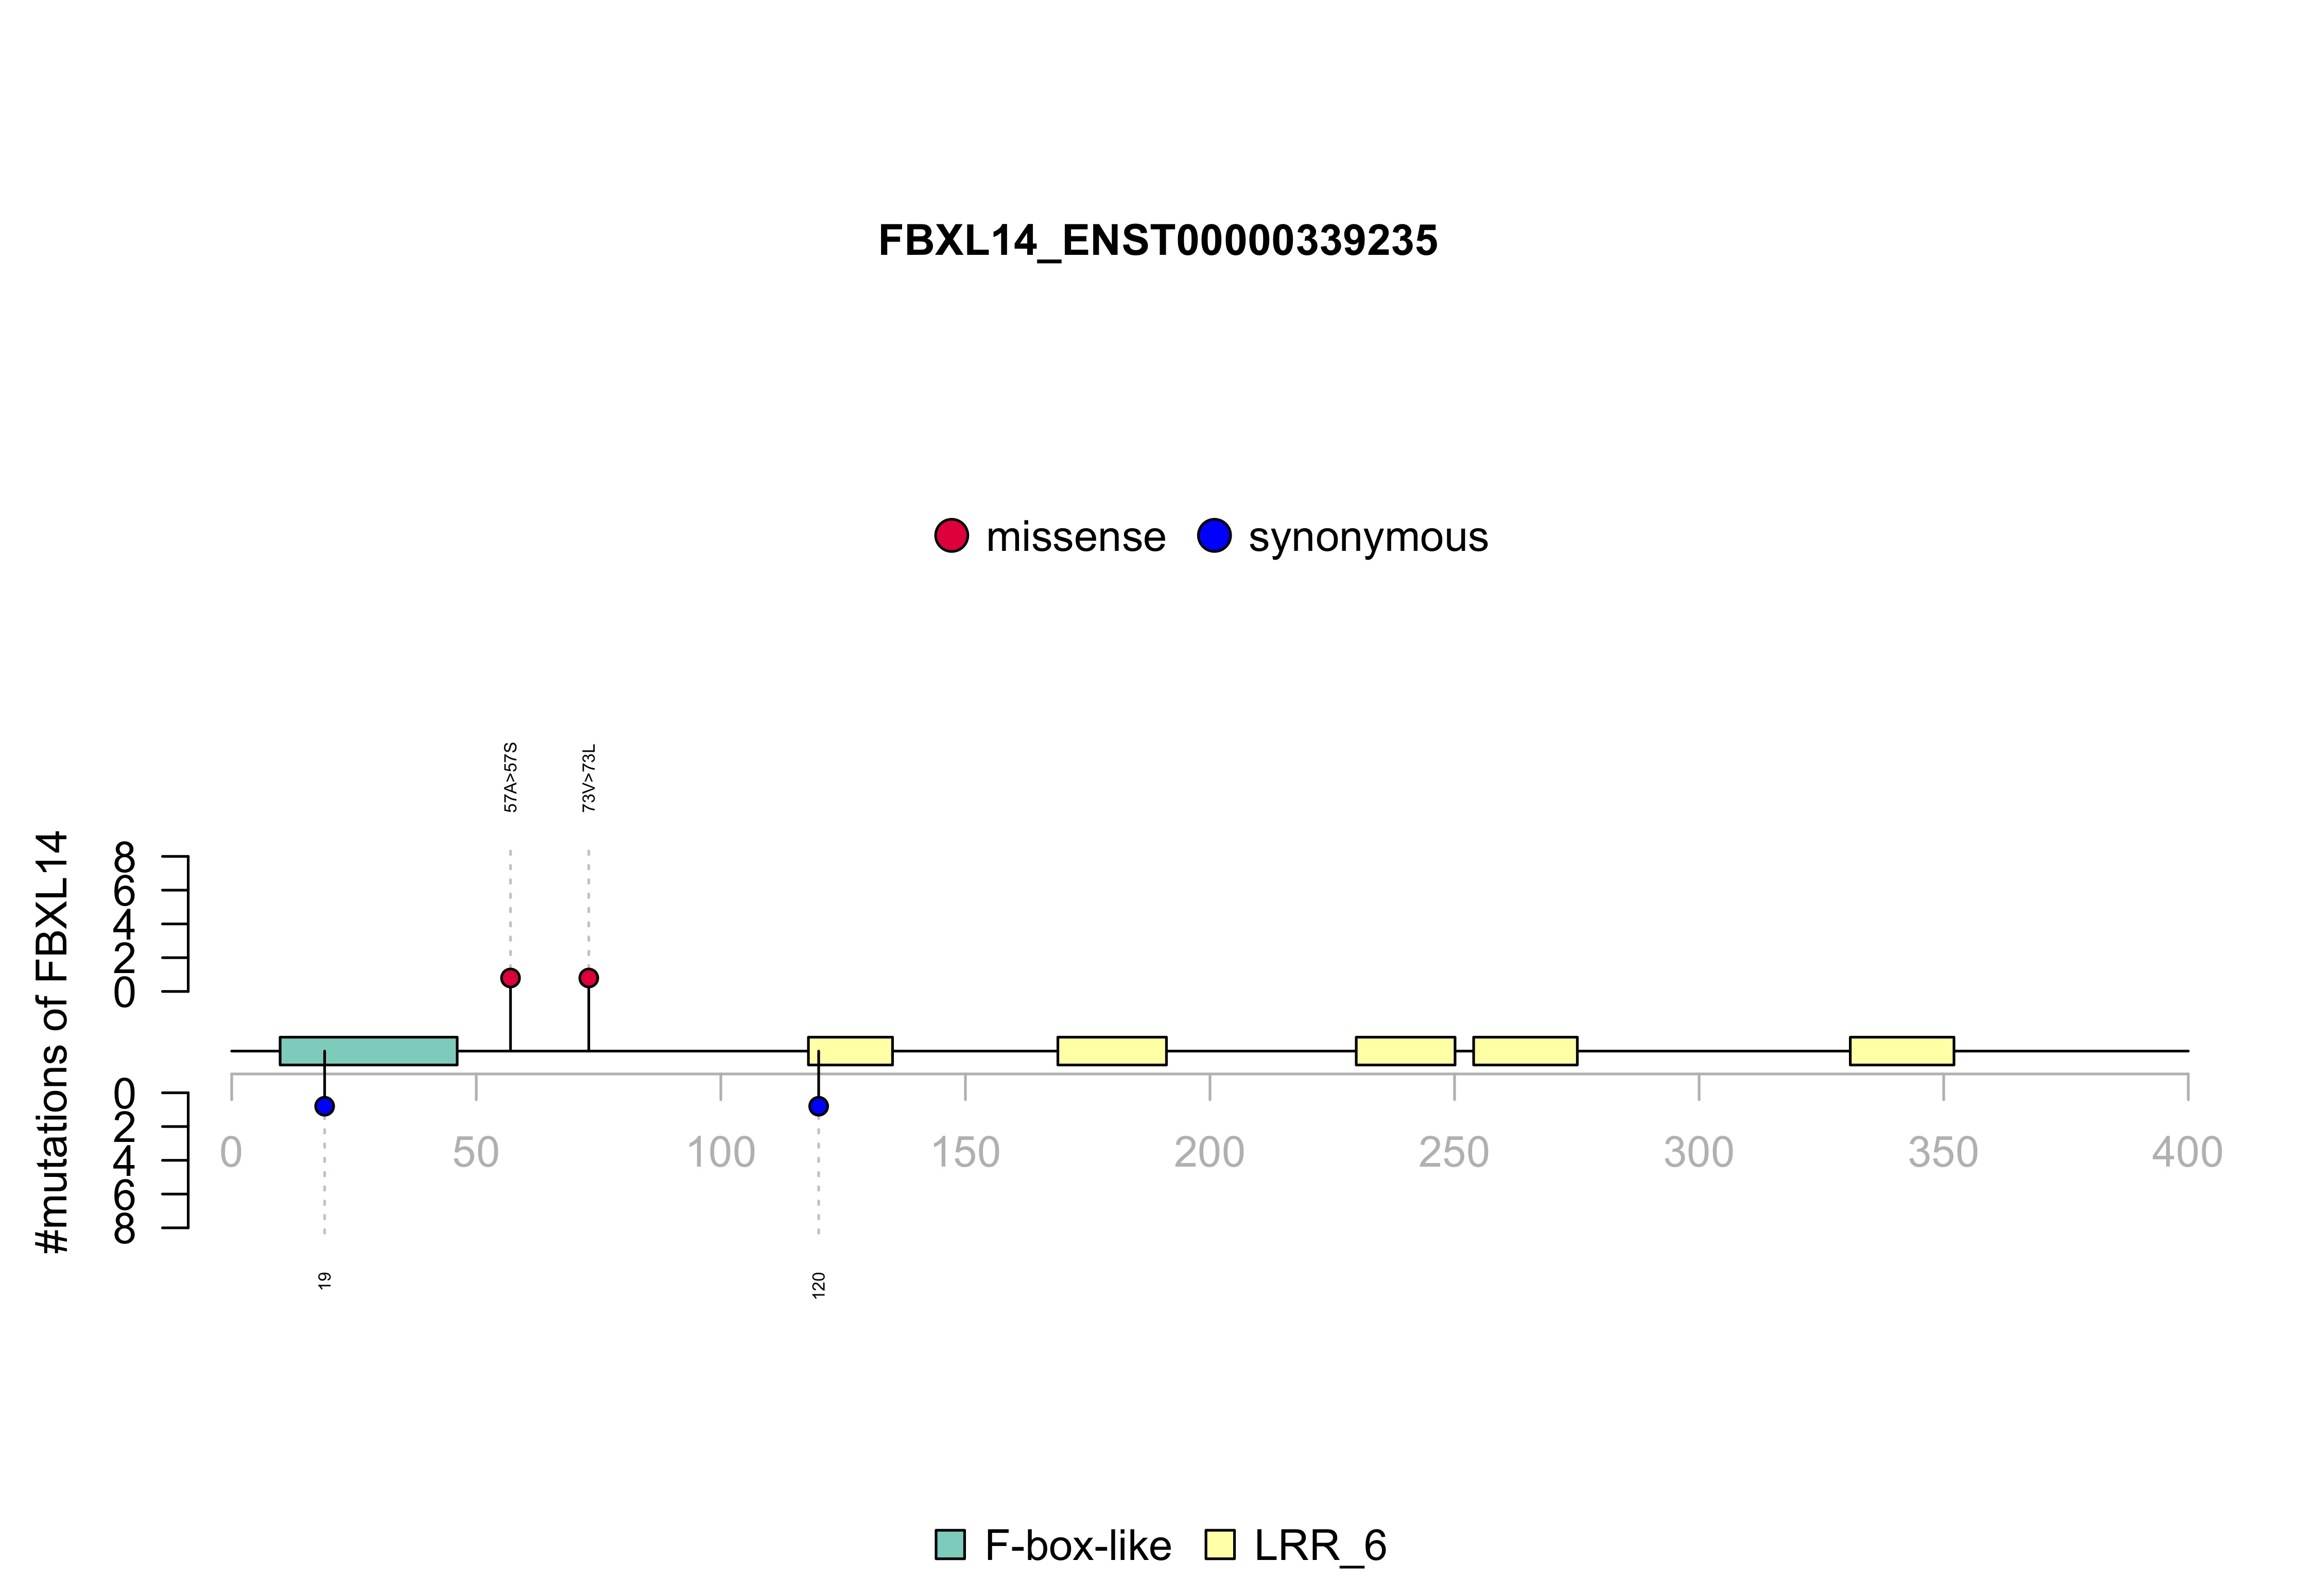 FBXL14_ENST00000339235
missense synonymous
57A>57S 73V>73L
#mutations of FBXL14
8
6
4
2
0
0
2
4
6
8
0 50 100 150 200 250 300 350 400
19 120
F-box-like LRR_6